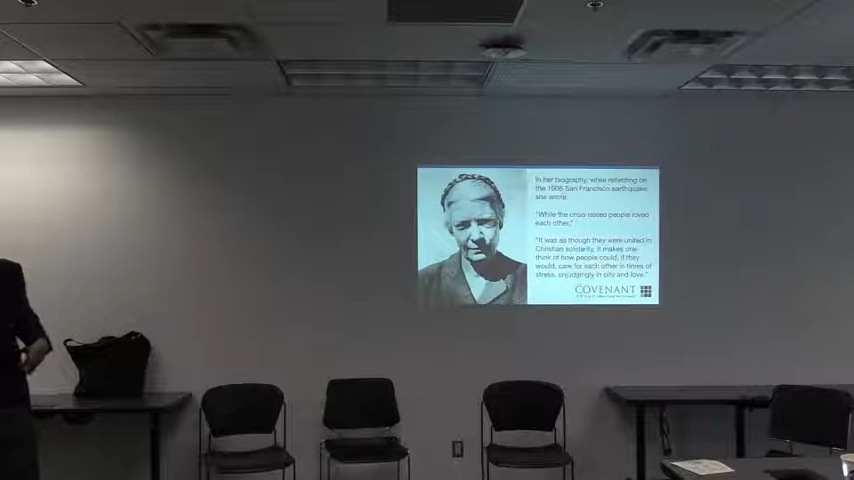 In her biography, while reflecting on
the 1906 San Francisco earthquake,
she wrote:
"While the crisis lasted people loved
each other."
"It was as though they were united in
Christian solidarity. It makes one
think of how people could, if they
would, care for each other in times of
stress, unjudgingly in pity and love."
COVENANT